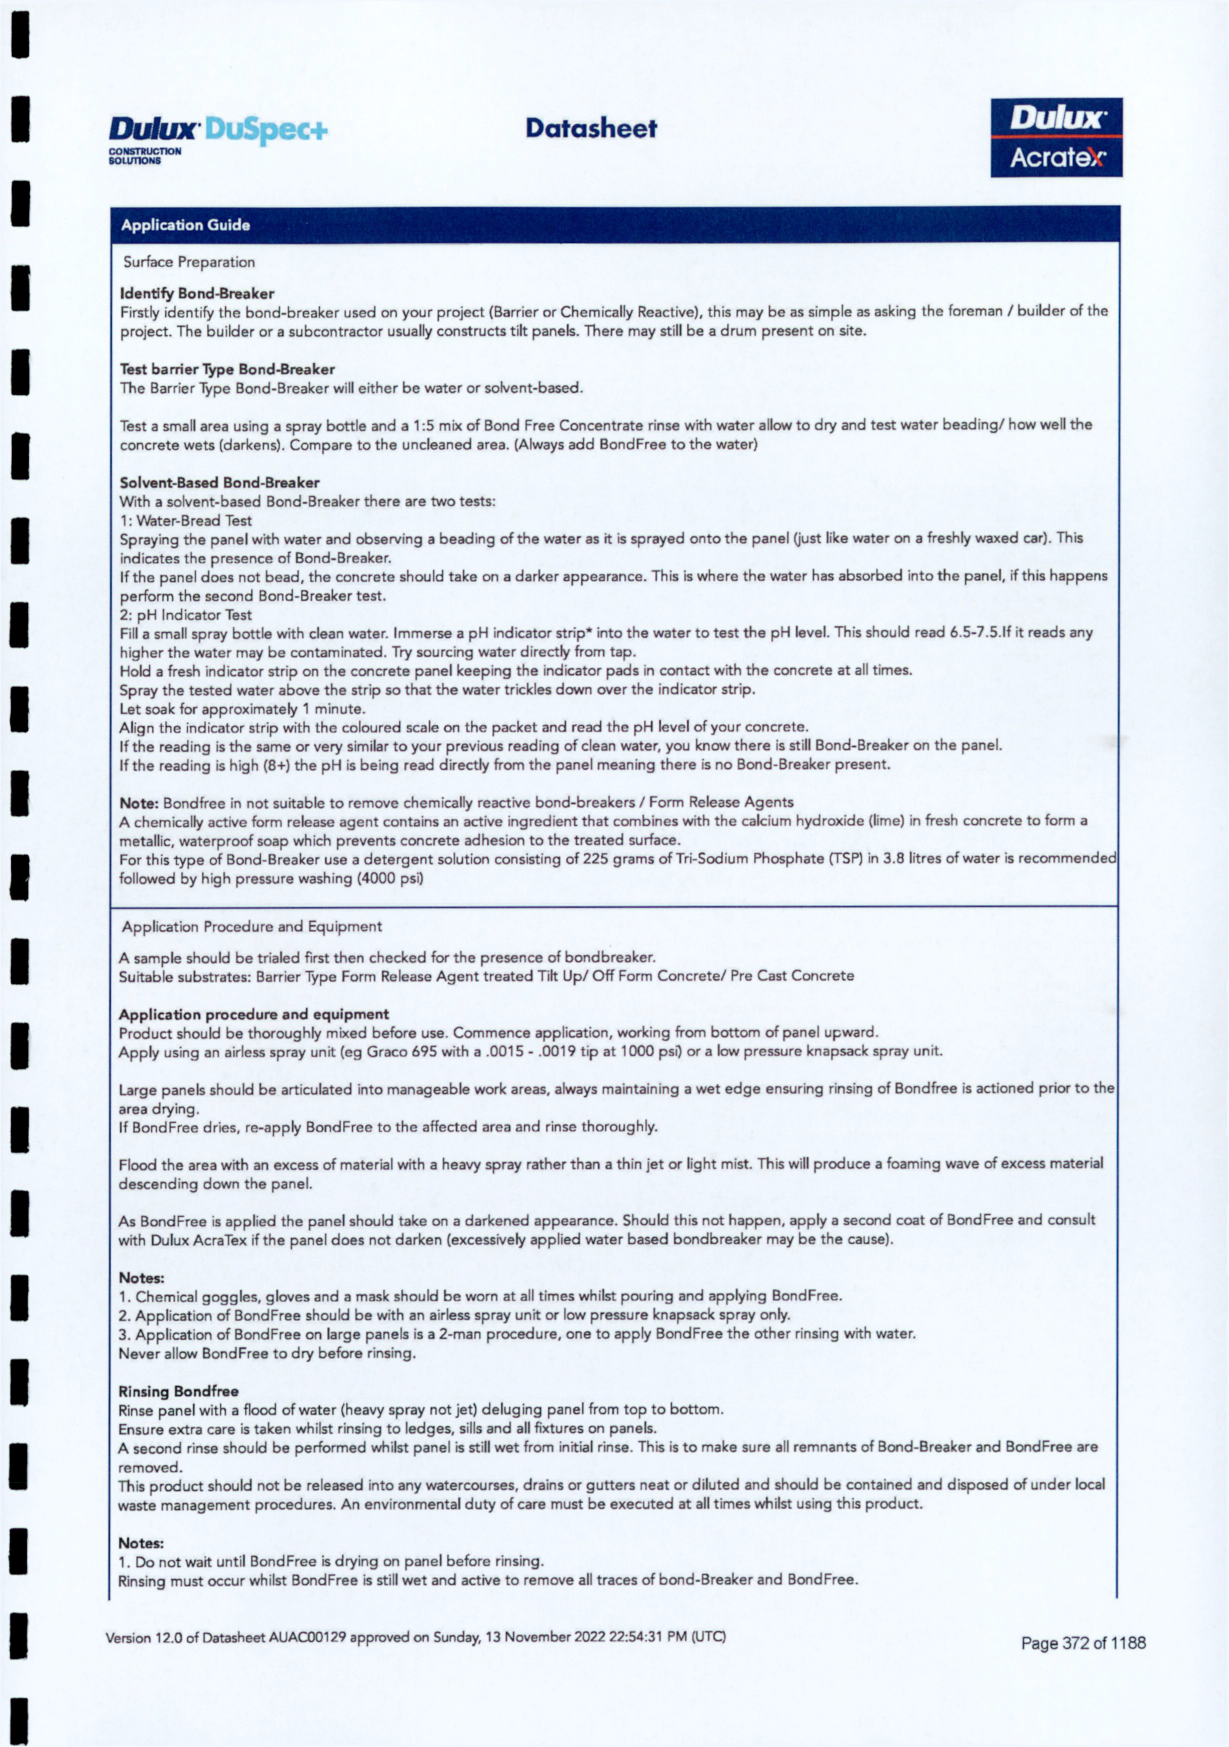 Dulux DuSpec+
CONSTRUCTION
SOLUTIONS
Datasheet
Dulux
Acratex
Application Guide
Surface Preparation
Identify Bond-Breaker
Firstly identify the bond-breaker used on your project (Barrier or Chemically Reactive), this may be as simple as asking the foreman / builder of the
project. The builder or a subcontractor usually constructs tilt panels. There may still be a drum present on site.
Test barrier Type Bond-Breaker
The Barrier Type Bond-Breaker will either be water or solvent-based.
Test a small area using a spray bottle and a 1:5 mix of Bond Free Concentrate rinse with water allow to dry and test water beading/ how well the
concrete wets (darkens). Compare to the uncleaned area. (Always add BondFree to the water)
Solvent-Based Bond-Breaker
With a solvent-based Bond-Breaker there are two tests:
1: Water-Bread Test
Spraying the panel with water and observing a beading of the water as it is sprayed onto the panel (just like water on a freshly waxed car). This
indicates the presence of Bond-Breaker.
If the panel does not bead, the concrete should take on a darker appearance. This is where the water has absorbed into the panel, if this happens
perform the second Bond-Breaker test.
2: pH Indicator Test
Fill a small spray bottle with clean water. Immerse a pH indicator strip* into the water to test the pH level. This should read 6.5-7.5.If it reads any
higher the water may be contaminated. Try sourcing water directly from tap.
Hold a fresh indicator strip on the concrete panel keeping the indicator pads in contact with the concrete at all times.
Spray the tested water above the strip so that the water trickles down over the indicator strip.
Let soak for approximately 1 minute.
Align the indicator strip with the coloured scale on the packet and read the pH level of your concrete.
If the reading is the same or very similar to your previous reading of clean water, you know there is still Bond-Breaker on the panel.
If the reading is high (8+) the pH is being read directly from the panel meaning there is no Bond-Breaker present.
Note: Bondfree in not suitable to remove chemically reactive bond-breakers / Form Release Agents
A chemically active form release agent contains an active ingredient that combines with the calcium hydroxide (lime) in fresh concrete to form a
metallic, waterproof soap which prevents concrete adhesion to the treated surface.
For this type of Bond-Breaker use a detergent solution consisting of 225 grams of Tri-Sodium Phosphate (TSP) in 3.8 litres of water is recommended
followed by high pressure washing (4000 psi)
Application Procedure and Equipment
A sample should be trialed first then checked for the presence of bondbreaker.
Suitable substrates: Barrier Type Form Release Agent treated Tilt Up/ Off Form Concrete/ Pre Cast Concrete
Application procedure and equipment
Product should be thoroughly mixed before use. Commence application, working from bottom of panel upward.
Apply using an airless spray unit (eg Graco 695 with a .0015 - .0019 tip at 1000 psi) or a low pressure knapsack spray unit.
Large panels should be articulated into manageable work areas, always maintaining a wet edge ensuring rinsing of Bondfree is actioned prior to the
area drying.
If BondFree dries, re-apply BondFree to the affected area and rinse thoroughly.
Flood the area with an excess of material with a heavy spray rather than a thin jet or light mist. This will produce a foaming wave of excess material
descending down the panel.
As BondFree is applied the panel should take on a darkened appearance. Should this not happen, apply a second coat of BondFree and consult
with Dulux AcraTex if the panel does not darken (excessively applied water based bondbreaker may be the cause).
Notes:
1. Chemical goggles, gloves and a mask should be worn at all times whilst pouring and applying BondFree.
2. Application of BondFree should be with an airless spray unit or low pressure knapsack spray only.
3. Application of BondFree on large panels is a 2-man procedure, one to apply BondFree the other rinsing with water.
Never allow BondFree to dry before rinsing.
Rinsing Bondfree
Rinse panel with a flood of water (heavy spray not jet) deluging panel from top to bottom.
Ensure extra care is taken whilst rinsing to ledges, sills and all fixtures on panels.
A second rinse should be performed whilst panel is still wet from initial rinse. This is to make sure all remnants of Bond-Breaker and BondFree are
removed.
This product should not be released into any watercourses, drains or gutters neat or diluted and should be contained and disposed of under local
waste management procedures. An environmental duty of care must be executed at all times whilst using this product.
Notes:
1. Do not wait until BondFree is drying on panel before rinsing.
Rinsing must occur whilst BondFree is still wet and active to remove all traces of bond-Breaker and BondFree.
Version 12.0 of Datasheet AUAC00129 approved on Sunday, 13 November 2022 22:54:31 PM (UTC)
Page 372 of 1188